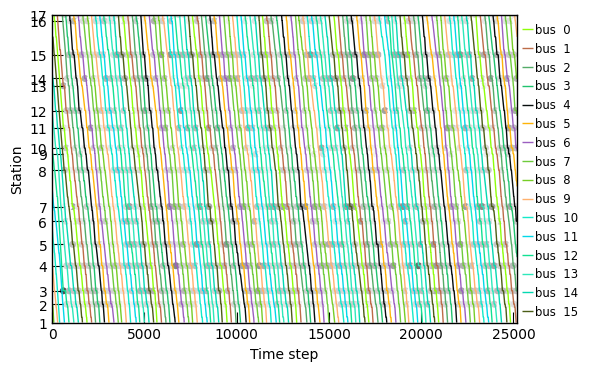 17
16
15
14
13
12
11
10
9
8
7
6
5
4
3
2
1
Station
0 5000 10000 15000 20000 25000
Time step
bus 0
bus 1
bus 2
bus 3
bus 4
bus 5
bus 6
bus 7
bus 8
bus 9
bus 10
bus 11
bus 12
bus 13
bus 14
bus 15